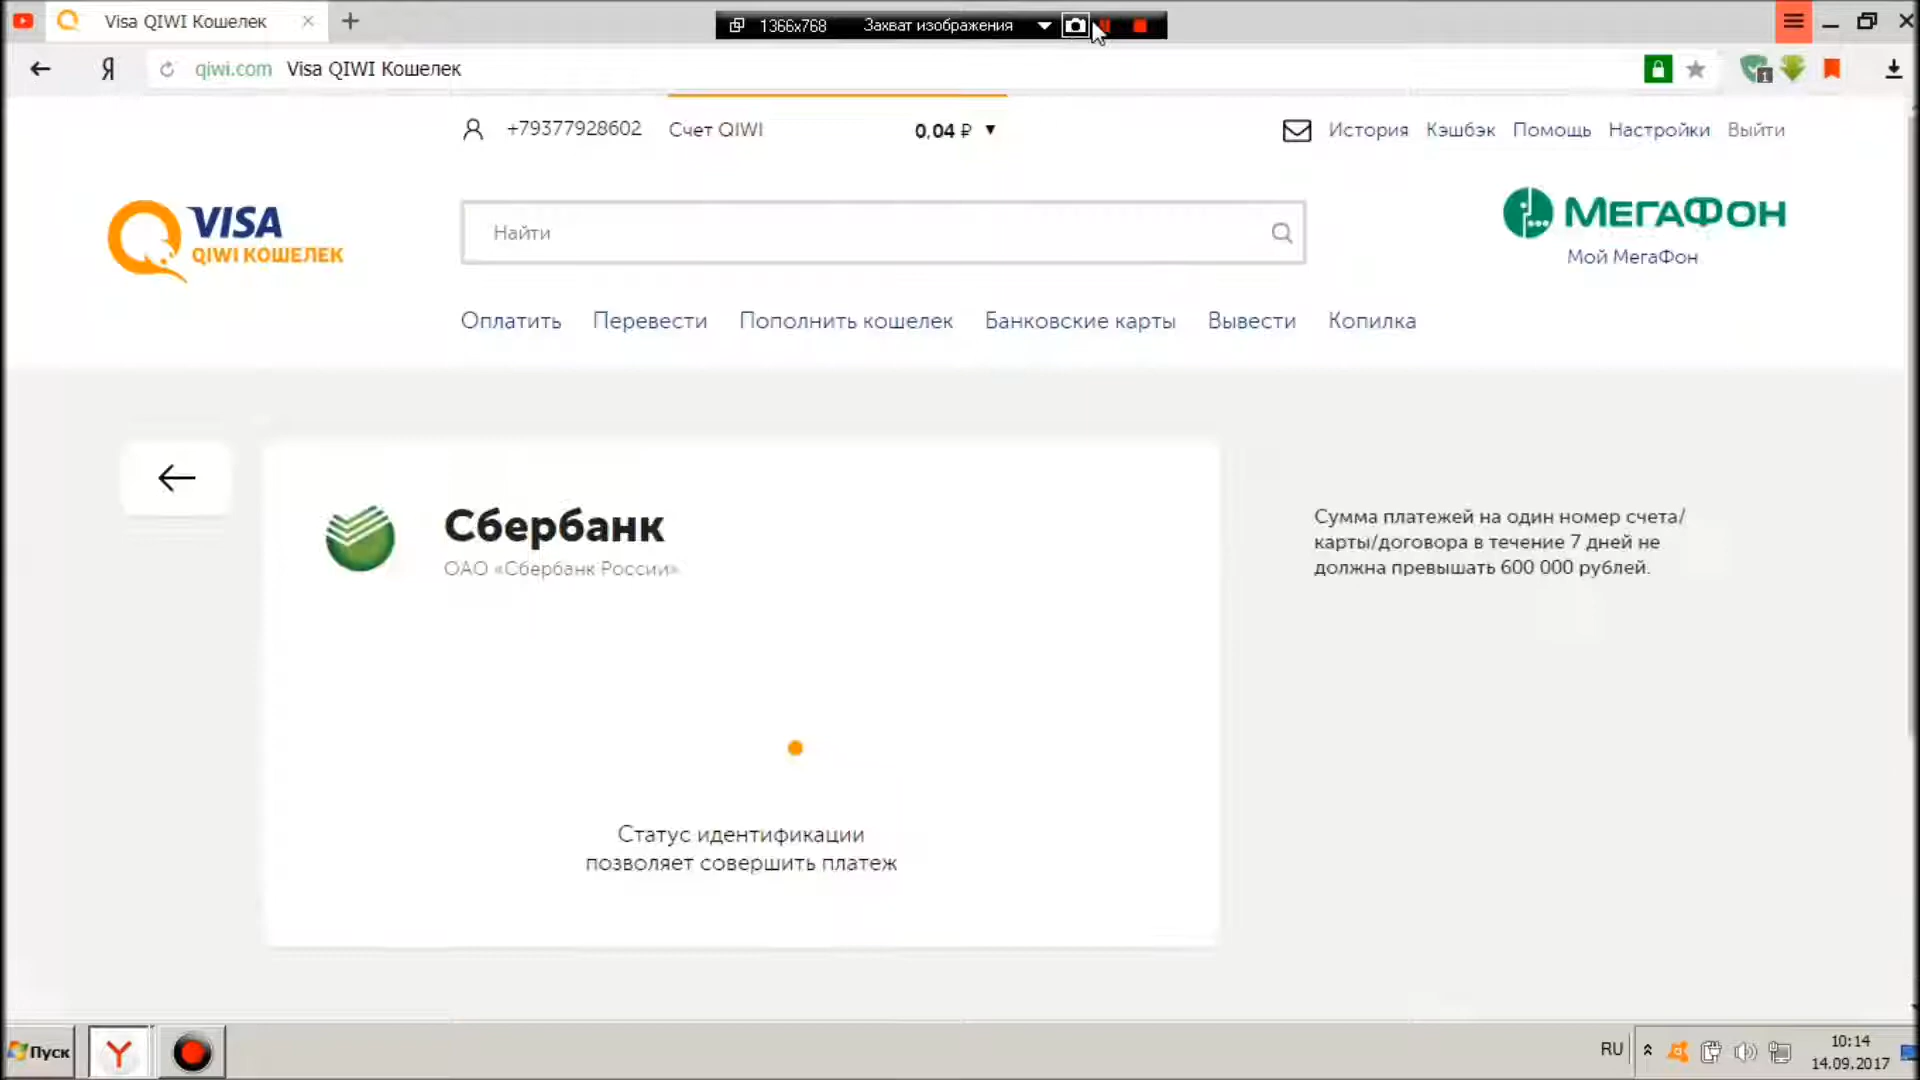 Visa QIWI Кошелек
1366x768 Захват изображения
Я qiwi.com Visa QIWI Кошелек
1
+79377928602 Счет QIWI 0,04 ₽ ▼ История Кэшбэк Помощь Настройки Выйти
VISA
QIWI КОШЕЛЕК
Найти
МЕГАФОН
Мой МегаФон
Оплатить Перевести Пополнить кошелек Банковские карты Вывести Копилка
Сбербанк
ОАО «Сбербанк России»
Сумма платежей на один номер счета/
карты/договора в течение 7 дней не
должна превышать 600 000 рублей.
Статус идентификации
позволяет совершить платеж
Пуск
RU
10:14
14.09.2017